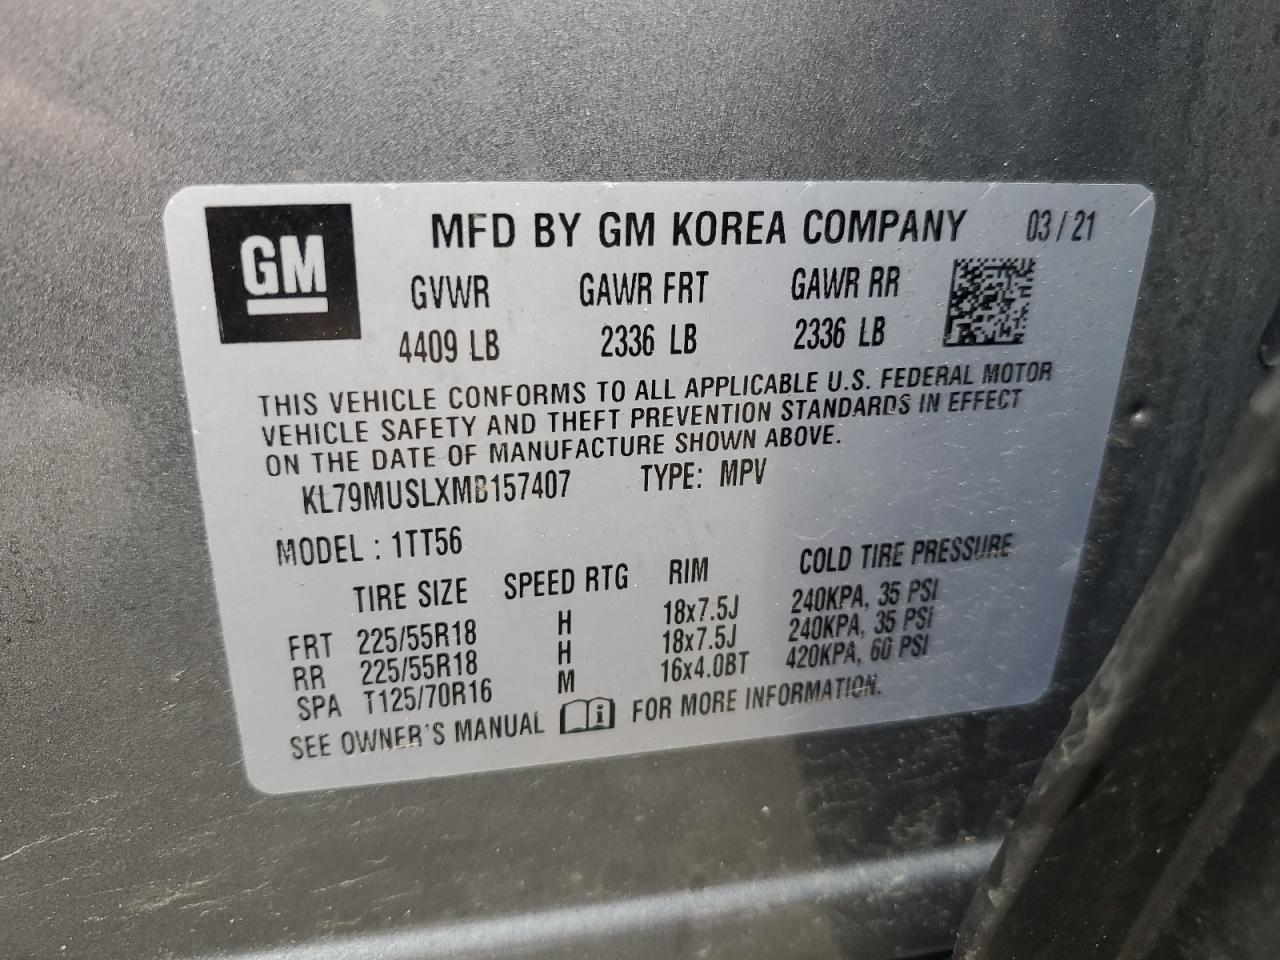 GM
MFD BY GM KOREA COMPANY 03/21
GVWR GAWR FRT GAWR RR
4409 LB 2336 LB 2336 LB
THIS VEHICLE CONFORMS TO ALL APPLICABLE U.S. FEDERAL MOTOR
VEHICLE SAFETY AND THEFT PREVENTION STANDARDS IN EFFECT
ON THE DATE OF MANUFACTURE SHOWN ABOVE.
KL79MUSLXMB157407 TYPE: MPV
MODEL : 1TT56
TIRE SIZE SPEED RTG RIM COLD TIRE PRESSURE
FRT 225/55R18 H 18x7.5J 240KPA, 35 PSI
RR 225/55R18 H 18x7.5J 240KPA, 35 PSI
SPA T125/70R16 M 16x4.0BT 420KPA, 60 PSI
SEE OWNER'S MANUAL i FOR MORE INFORMATION.